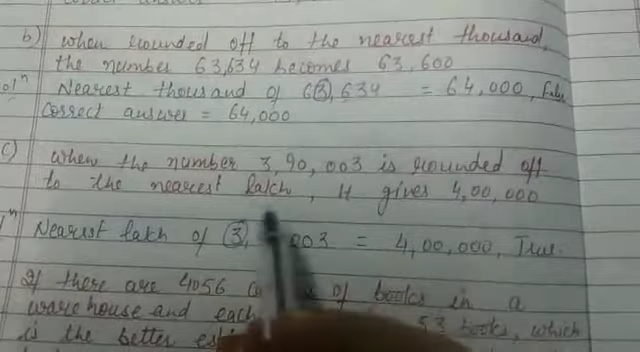 b) when rounded off to the nearest thousand,
the number 63,634 becomes 63,600
Nearest thousand of 63,634 = 64,000, False
Correct answer = 64,000
c) when the number 3,90,003 is rounded off
to the nearest lakh, It gives 4,00,000
Nearest lakh of 3, 003 = 4,00,000, True.
If there are 4056 of books in a
warehouse and each 53 books, which
is the better